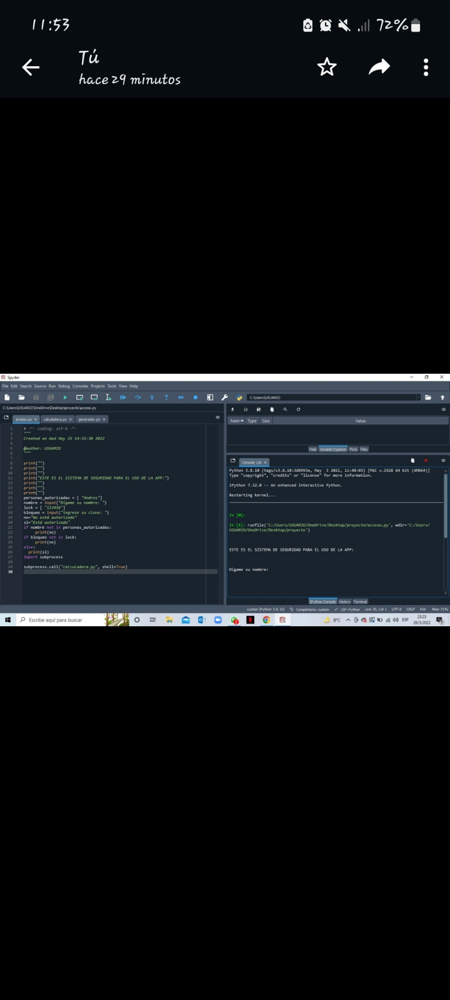 11:53
72%
Tú
hace 29 minutos
Spyder
File Edit Search Source Run Debug Consoles Projects Tools View Help
C:\Users\USUARIO
C:\Users\USUARIO\OneDrive\Desktop\proyecto\acceso.py
acceso.py calculadora.py generador.py
1 # -*- coding: utf-8 -*-
2 """
3 Created on Wed May 25 14:32:30 2022
4
5 @author: USUARIO
6 """
7
8 print("")
9 print("")
10 print("")
11 print("ESTE ES EL SISTEMA DE SEGURIDAD PARA EL USO DE LA APP:")
12 print("")
13 print("")
14 print("")
15 personas_autorizadas = [ "Andres"]
16 nombre = input("Dígame su nombre: ")
17 lock = [ "123456"]
18 bloqueo = input("ingrese su clave: ")
19 no="No está autorizado"
20 si="Está autorizado"
21 if nombre not in personas_autorizadas:
22 print(no)
23 if bloqueo not in lock:
24 print(no)
25 else:
26 print(si)
27 import subprocess
28
29 subprocess.call("calculadora.py", shell=True)
30
Nam Type Size Value
Help Variable Explorer Plots Files
Console 1/A
Python 3.8.10 (tags/v3.8.10:3d8993a, May 3 2021, 11:48:03) [MSC v.1928 64 bit (AMD64)]
Type "copyright", "credits" or "license" for more information.
IPython 7.32.0 -- An enhanced Interactive Python.
Restarting kernel...
In [0]:
In [1]: runfile('C:/Users/USUARIO/OneDrive/Desktop/proyecto/acceso.py', wdir='C:/Users/
USUARIO/OneDrive/Desktop/proyecto')
ESTE ES EL SISTEMA DE SEGURIDAD PARA EL USO DE LA APP:
Dígame su nombre:
IPython Console History Terminal
custom (Python 3.8.10) Completions: custom LSP: Python Line 30, Col 1 UTF-8 CRLF RW Mem 71%
Escribe aquí para buscar
8°C ESP
23:23
26/5/2022